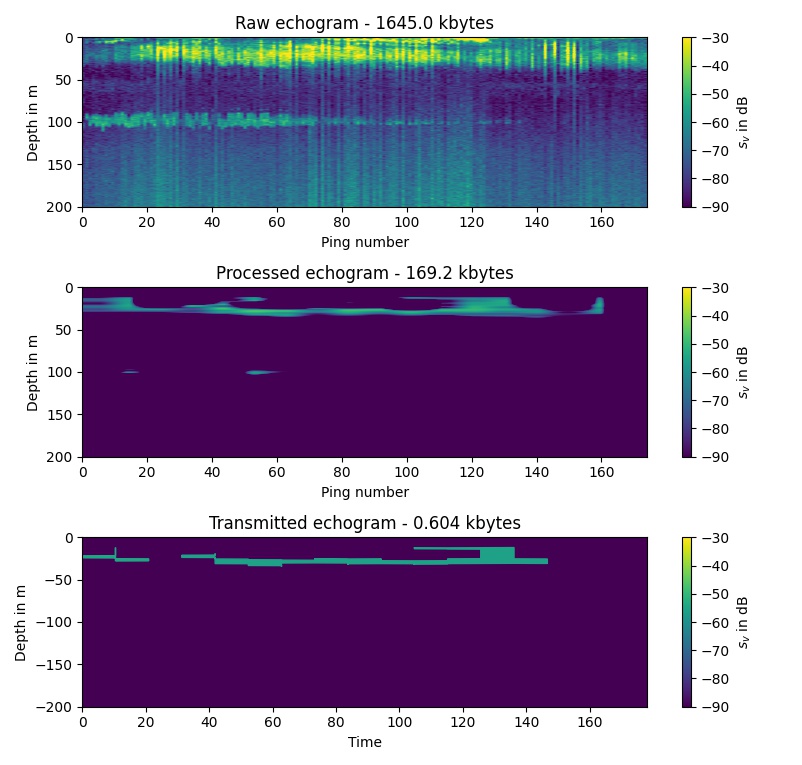 Raw echogram - 1645.0 kbytes
0
50
100
150
200
Depth in m
0 20 40 60 80 100 120 140 160
Ping number
−30
−40
−50
−60
−70
−80
−90
sv in dB
Processed echogram - 169.2 kbytes
0
50
100
150
200
Depth in m
0 20 40 60 80 100 120 140 160
Ping number
−30
−40
−50
−60
−70
−80
−90
sv in dB
Transmitted echogram - 0.604 kbytes
0
−50
−100
−150
−200
Depth in m
0 20 40 60 80 100 120 140 160
Time
−30
−40
−50
−60
−70
−80
−90
sv in dB